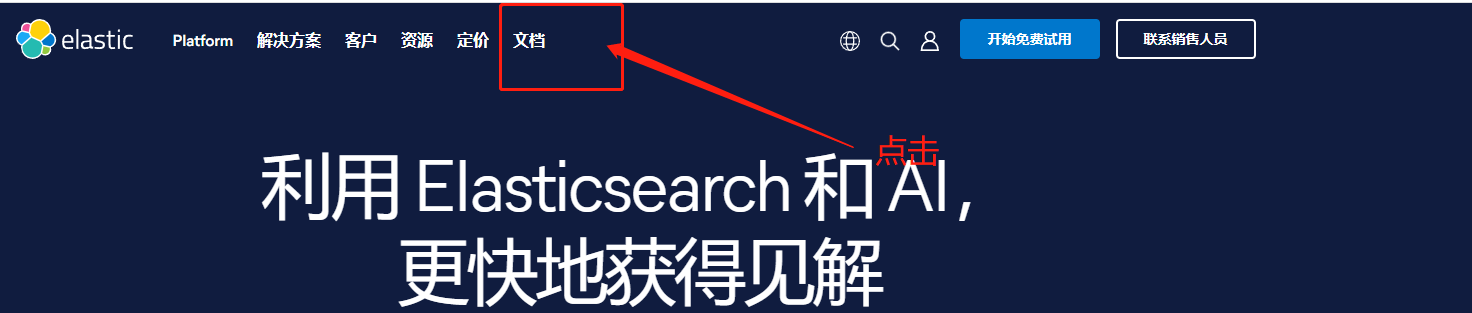 elastic Platform 解决方案 客户 资源 定价 文档 开始免费试用 联系销售人员
点击
利用 Elasticsearch 和 AI，
更快地获得见解